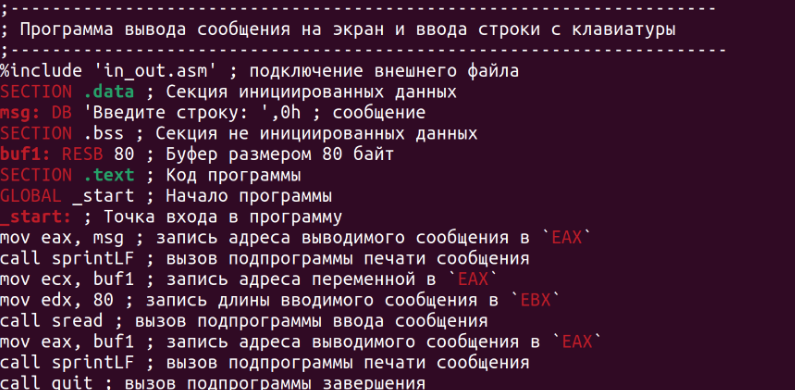 ;--------------------------------------------------------------------
; Программа вывода сообщения на экран и ввода строки с клавиатуры
;---------------------------------------------------------------------
%include 'in_out.asm' ; подключение внешнего файла
SECTION .data ; Секция инициированных данных
msg: DB 'Введите строку: ',0h ; сообщение
SECTION .bss ; Секция не инициированных данных
buf1: RESB 80 ; Буфер размером 80 байт
SECTION .text ; Код программы
GLOBAL _start ; Начало программы
_start: ; Точка входа в программу
mov eax, msg ; запись адреса выводимого сообщения в `EAX`
call sprintLF ; вызов подпрограммы печати сообщения
mov ecx, buf1 ; запись адреса переменной в `EAX`
mov edx, 80 ; запись длины вводимого сообщения в `EBX`
call sread ; вызов подпрограммы ввода сообщения
mov eax, buf1 ; запись адреса выводимого сообщения в `EAX`
call sprintLF ; вызов подпрограммы печати сообщения
call quit ; вызов подпрограммы завершения